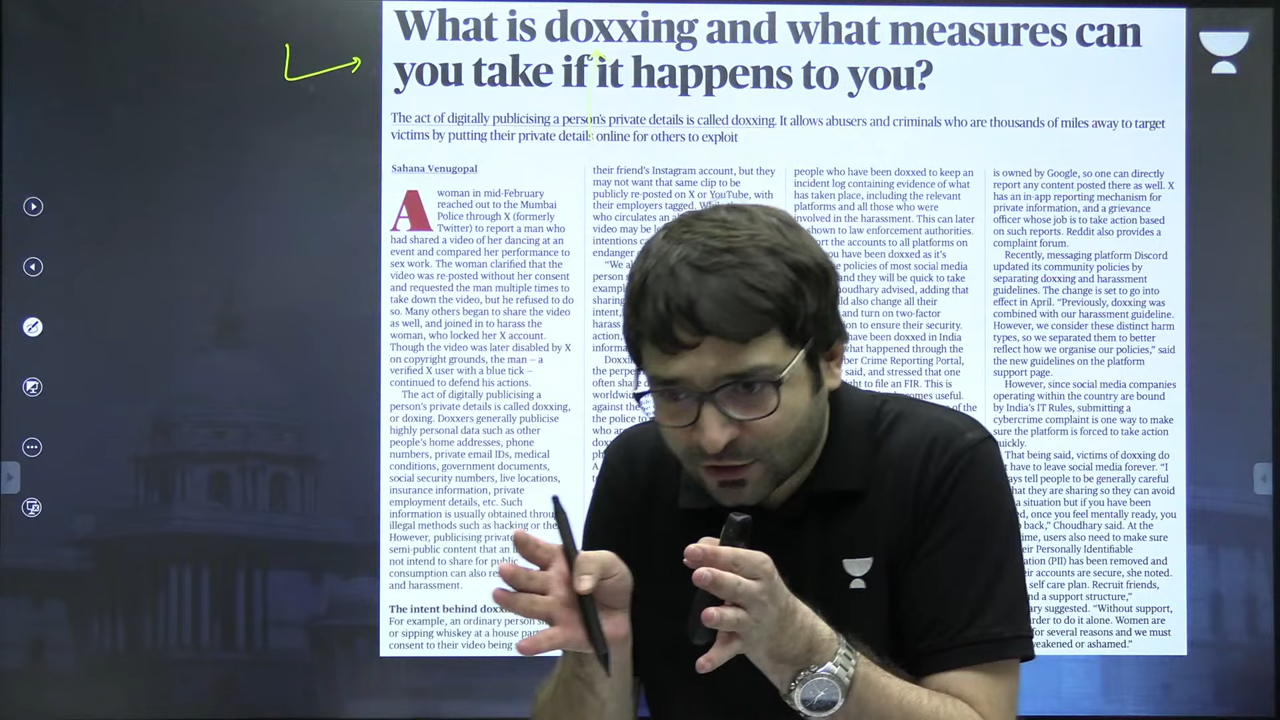 What is doxxing and what measures can
you take if it happens to you?
The act of digitally publicising a person's private details is called doxxing. It allows abusers and criminals who are thousands of miles away to target
victims by putting their private details online for others to exploit
Sahana Venugopal
A woman in mid-February
reached out to the Mumbai
Police through X (formerly
Twitter) to report a man who
had shared a video of her dancing at an
event and compared her performance to
sex work. The woman clarified that the
video was re-posted without her consent
and requested the man multiple times to
take down the video, but he refused to do
so. Many others began to share the video
as well, and joined in to harass the
woman, who locked her X account.
Though the video was later disabled by X
on copyright grounds, the man – a
verified X user with a blue tick –
continued to defend his actions.
The act of digitally publicising a
person's private details is called doxxing,
or doxing. Doxxers generally publicise
highly personal data such as other
people's home addresses, phone
numbers, private email IDs, medical
conditions, government documents,
social security numbers, live locations,
insurance information, private
employment details, etc. Such
information is usually obtained
illegal methods such as hacking or
However, publicising
semi-public content that an
not intend to share for public
consumption can also
and harassment.
The intent behind
For example, an ordinary person
or sipping whiskey at a house
consent to their video being
their friend's Instagram account, but they
may not want that same clip to be
publicly re-posted on X or YouTube, with
their employers tagged.
who circulates an
video may be
intentions
endanger
"We
person
sharing
intent,
harass
action,
the
often share
worldwide
against the
the police to
who are
A
people who have been doxxed to keep an
incident log containing evidence of what
has taken place, including the relevant
platforms and all those who were
involved in the harassment. This can later
shown to law enforcement authorities.
the accounts to all platforms on
you have been doxxed as it's
policies of most social media
and they will be quick to take
Choudhary advised, adding that
also change all their
and turn on two-factor
to ensure their security.
have been doxxed in India
what happened through the
Crime Reporting Portal,
said, and stressed that one
right to file an FIR. This is
useful.
of the
is owned by Google, so one can directly
report any content posted there as well. X
has an in-app reporting mechanism for
private information, and a grievance
officer whose job is to take action based
on such reports. Reddit also provides a
complaint forum.
Recently, messaging platform Discord
updated its community policies by
separating doxxing and harassment
guidelines. The change is set to go into
effect in April. "Previously, doxxing was
combined with our harassment guideline.
However, we consider these distinct harm
types, so we separated them to better
reflect how we organise our policies," said
the new guidelines on the platform
support page.
However, since social media companies
operating within the country are bound
by India's IT Rules, submitting a
cybercrime complaint is one way to make
sure the platform is forced to take action
quickly.
That being said, victims of doxxing do
have to leave social media forever. "I
tell people to be generally careful
that they are sharing so they can avoid
a situation but if you have been
once you feel mentally ready, you
back," Choudhary said. At the
users also need to make sure
their Personally Identifiable
(PII) has been removed and
accounts are secure, she noted.
self care plan. Recruit friends,
a support structure,"
suggested. "Without support,
to do it alone. Women are
for several reasons and we must
or ashamed."